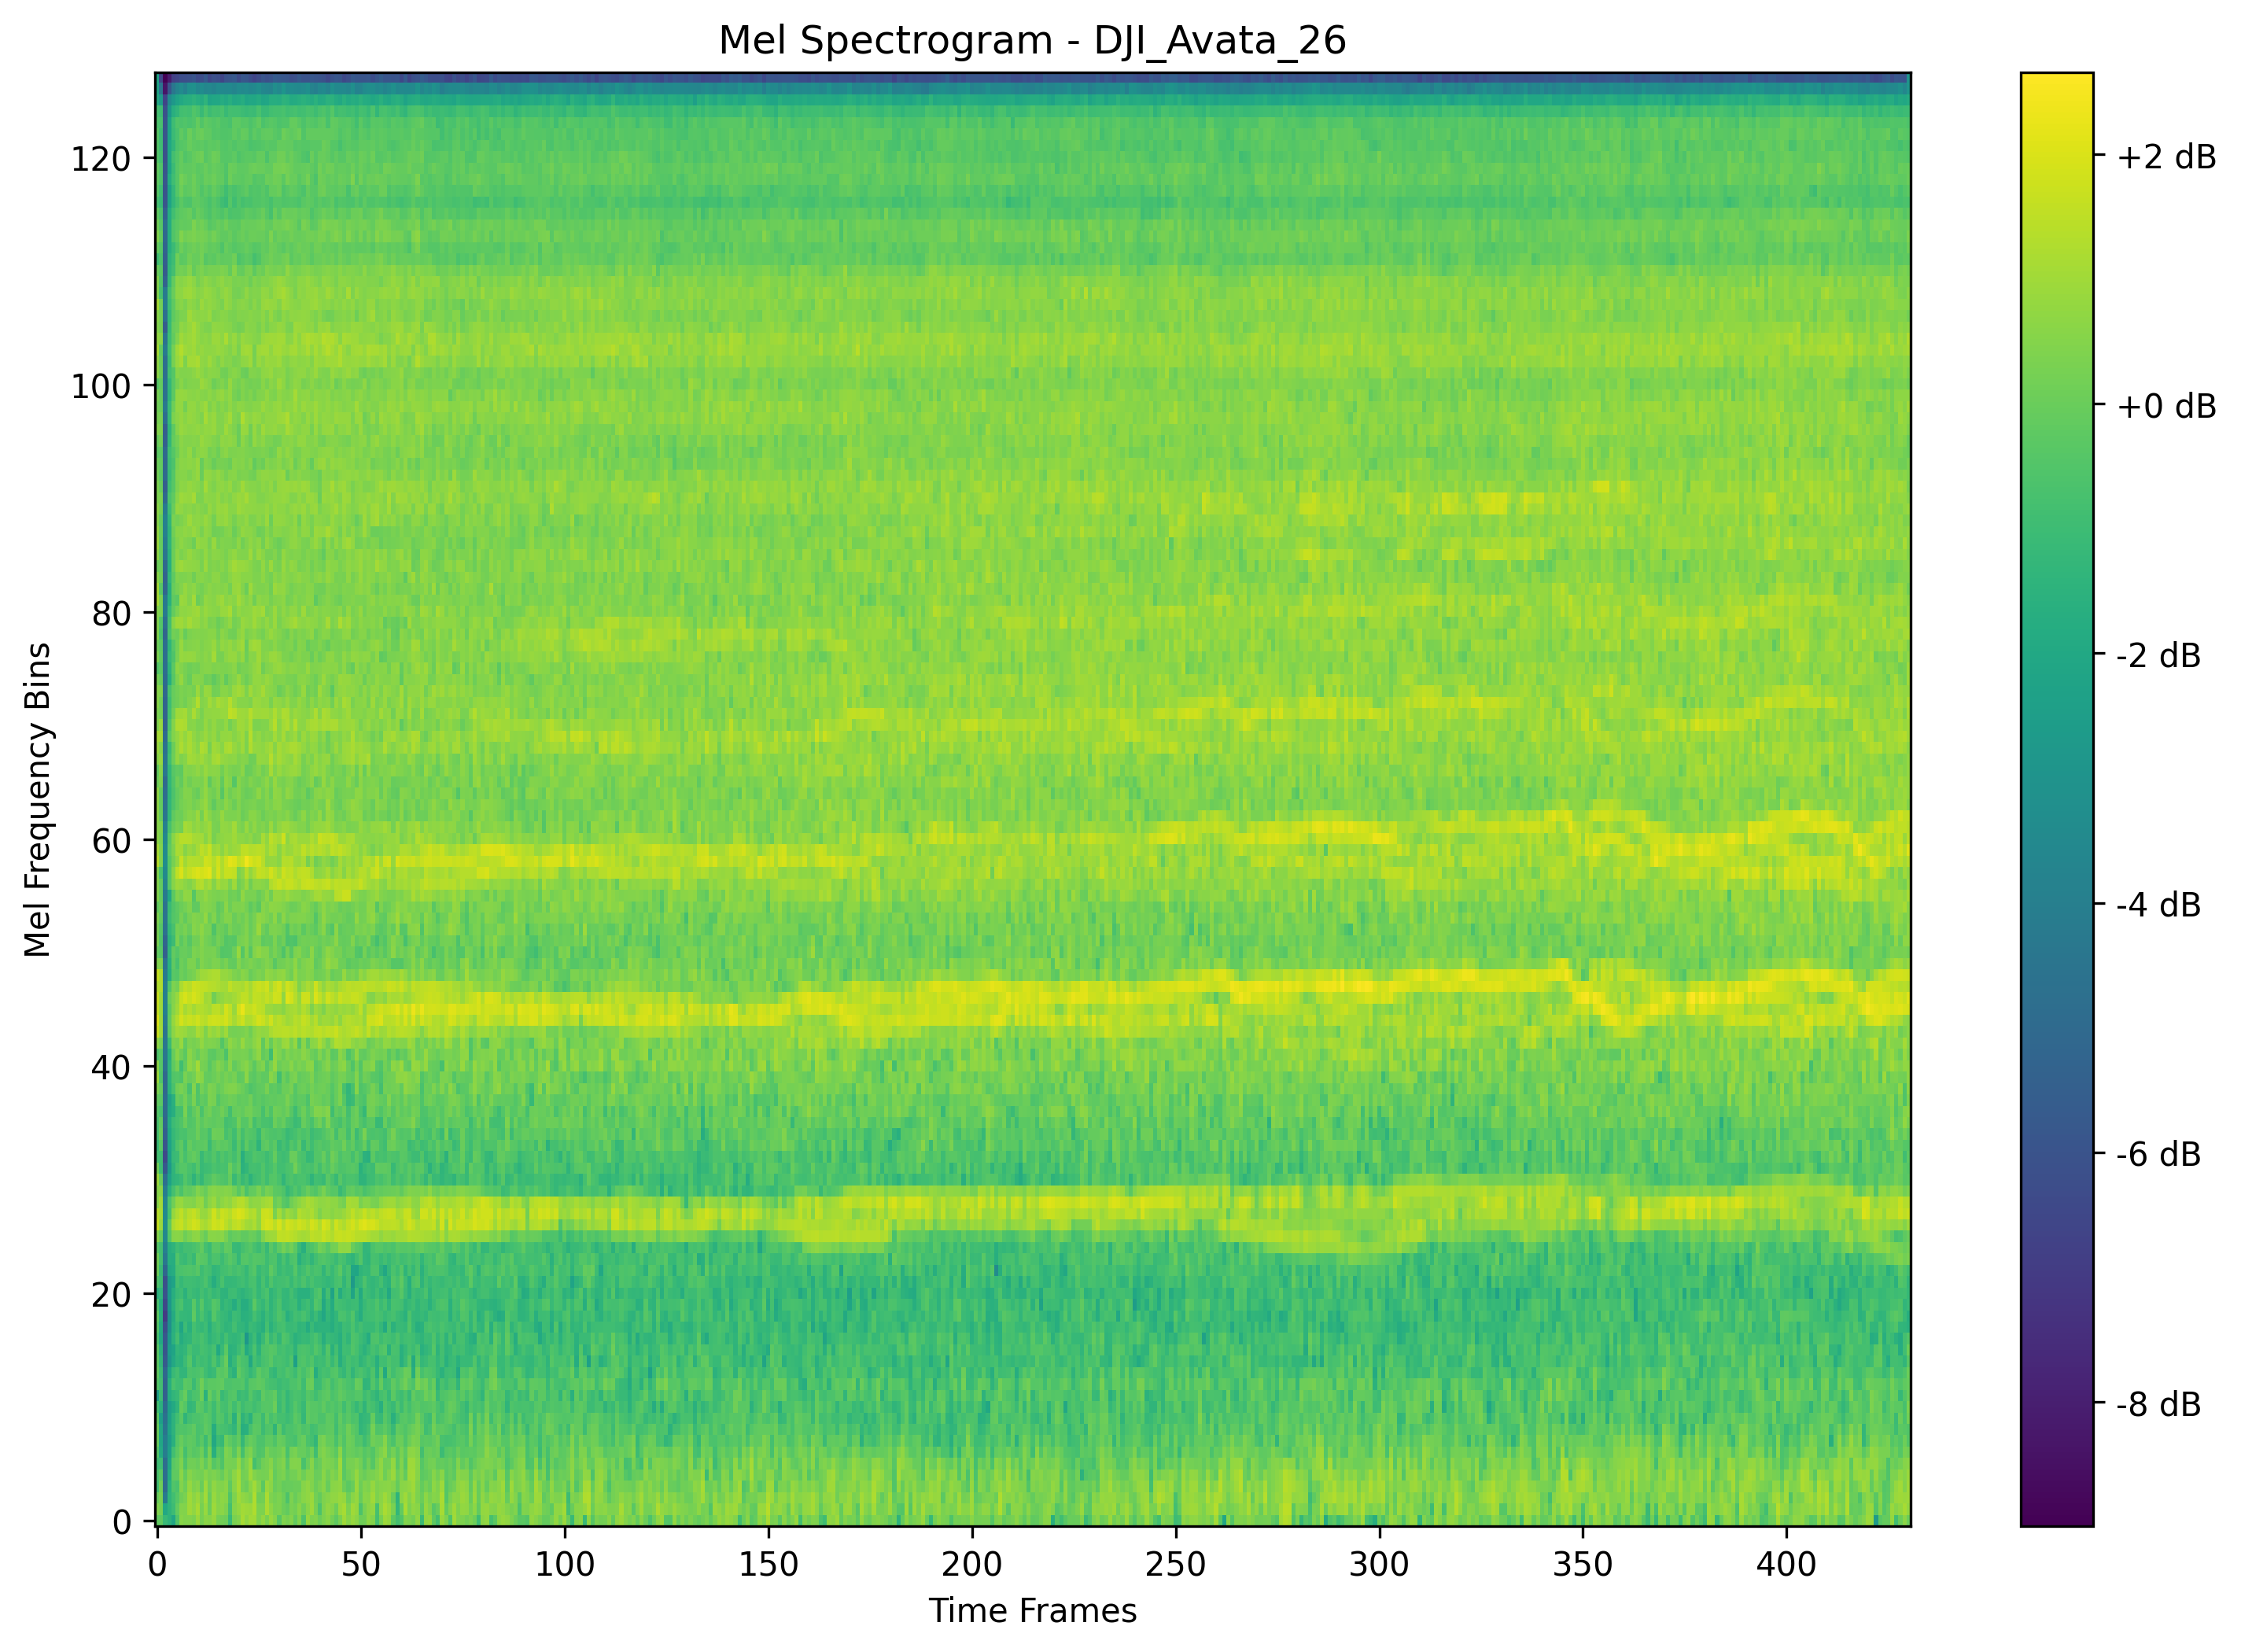 Mel Spectrogram - DJI_Avata_26
Mel Frequency Bins
120
100
80
60
40
20
0
0 50 100 150 200 250 300 350 400
Time Frames
+2 dB
+0 dB
-2 dB
-4 dB
-6 dB
-8 dB